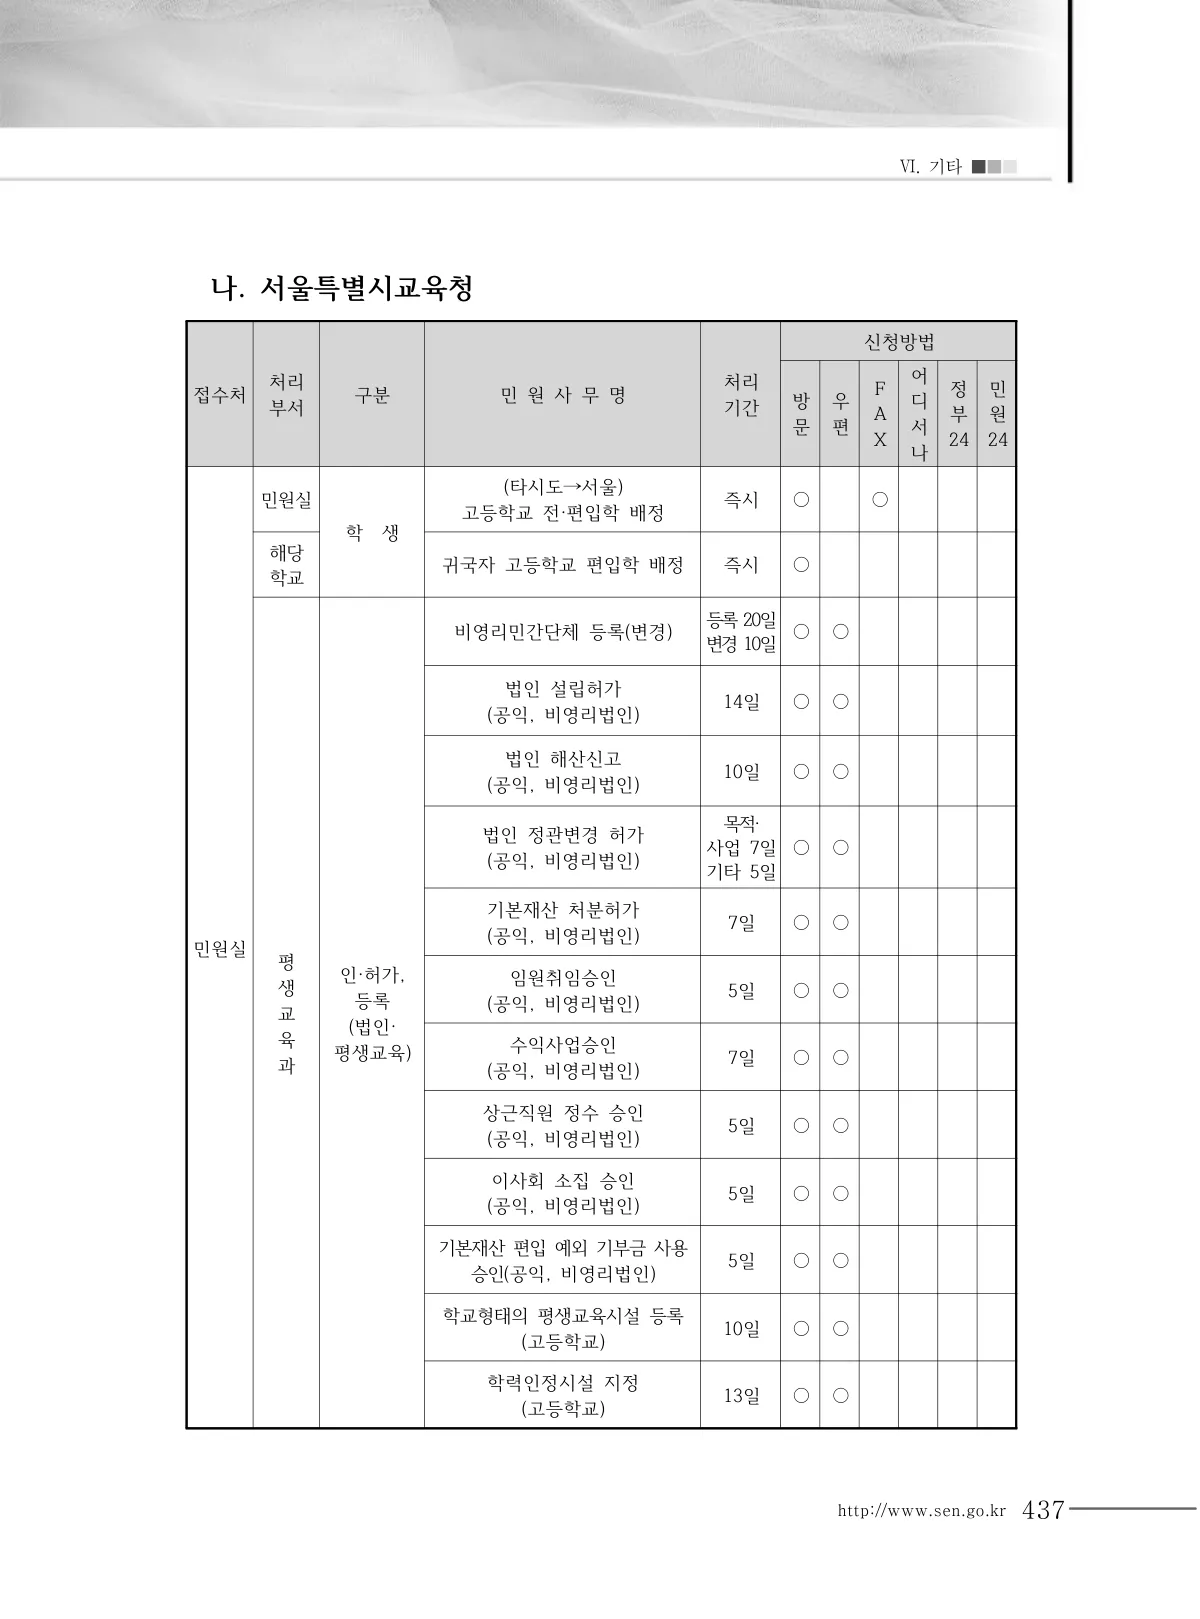 Ⅵ. 기타
나. 서울특별시교육청
접수처 처리 부서 구분 민 원 사 무 명 처리 기간 신청방법
방문 우편 FAX 어디서나 정부24 민원24
민원실
민원실
학 생
(타시도→서울)
고등학교 전·편입학 배정
즉시 ○ ○
해당
학교
귀국자 고등학교 편입학 배정 즉시 ○
평생교육과
인·허가,
등록
(법인·
평생교육)
비영리민간단체 등록(변경)
등록 20일
변경 10일
○ ○
법인 설립허가
(공익, 비영리법인)
14일 ○ ○
법인 해산신고
(공익, 비영리법인)
10일 ○ ○
법인 정관변경 허가
(공익, 비영리법인)
목적·
사업 7일
기타 5일
○ ○
기본재산 처분허가
(공익, 비영리법인)
7일 ○ ○
임원취임승인
(공익, 비영리법인)
5일 ○ ○
수익사업승인
(공익, 비영리법인)
7일 ○ ○
상근직원 정수 승인
(공익, 비영리법인)
5일 ○ ○
이사회 소집 승인
(공익, 비영리법인)
5일 ○ ○
기본재산 편입 예외 기부금 사용
승인(공익, 비영리법인)
5일 ○ ○
학교형태의 평생교육시설 등록
(고등학교)
10일 ○ ○
학력인정시설 지정
(고등학교)
13일 ○ ○
http://www.sen.go.kr 437